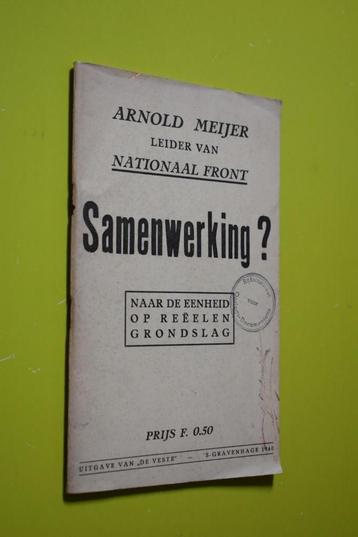 ARNOLD MEIJER
LEIDER VAN
NATIONAAL FRONT
Samenwerking?
NAAR DE EENHEID
OP REËELEN
GRONDSLAG
PRIJS F. 0.50
UITGAVE VAN „DE VESTE" — 'S-GRAVENHAGE 1940